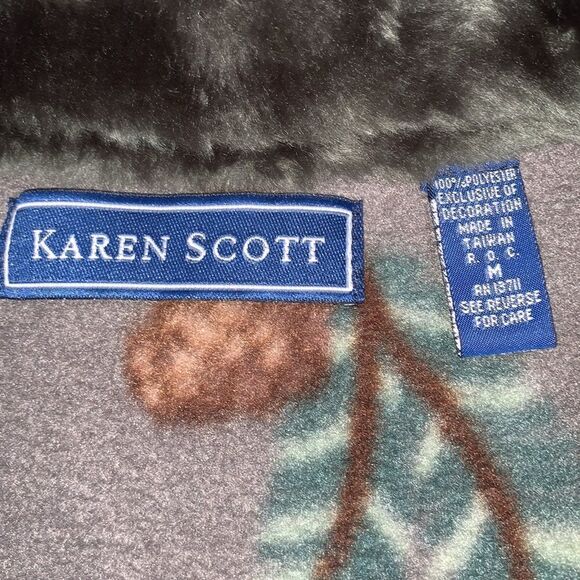 KAREN SCOTT
100% POLYESTER
EXCLUSIVE OF
DECORATION
MADE IN
TAIWAN
R. O. C.
M
RN 13711
SEE REVERSE
FOR CARE